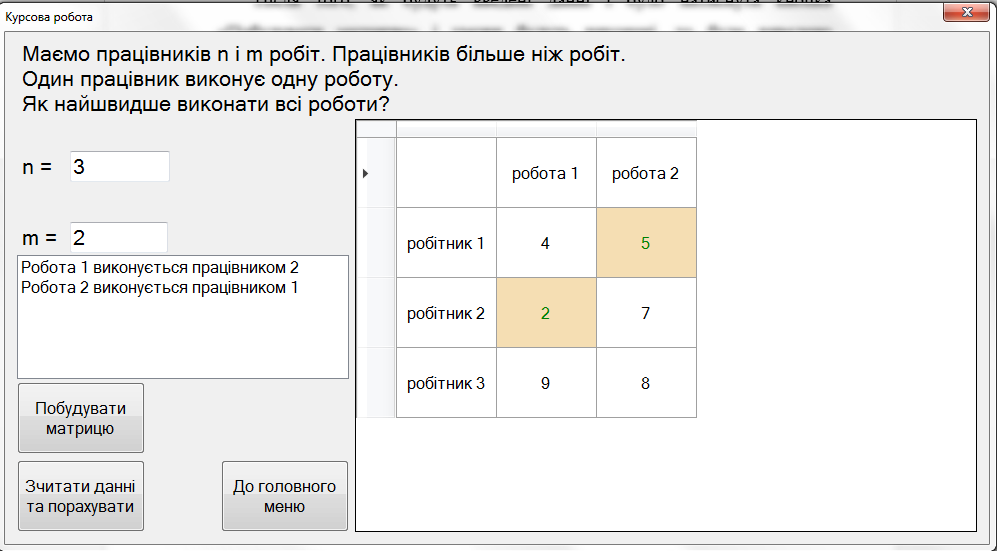 Курсова робота
Маємо працівників n і m робіт. Працівників більше ніж робіт.
Один працівник виконує одну роботу.
Як найшвидше виконати всі роботи?
n = 3
m = 2
Робота 1 виконується працівником 2
Робота 2 виконується працівником 1
Побудувати
матрицю
Зчитати данні
та порахувати
До головного
меню
робота 1 робота 2
робітник 1 4 5
робітник 2 2 7
робітник 3 9 8